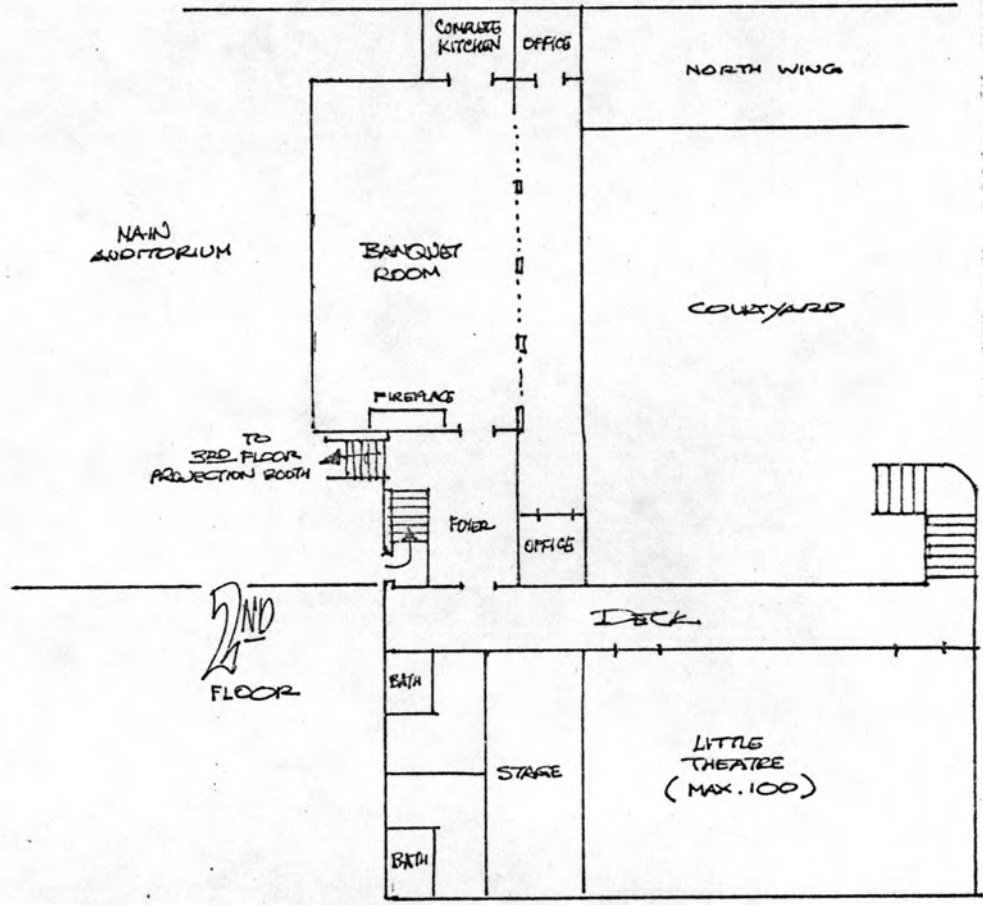 COMPLETE
KITCHEN
OFFICE
NORTH WING
MAIN
AUDITORIUM
BANQUET
ROOM
COURTYARD
FIREPLACE
TO
3RD FLOOR
PROJECTION BOOTH
FOYER
OFFICE
2ND
FLOOR
DECK
BATH
STAGE
LITTLE
THEATRE
(MAX. 100)
BATH